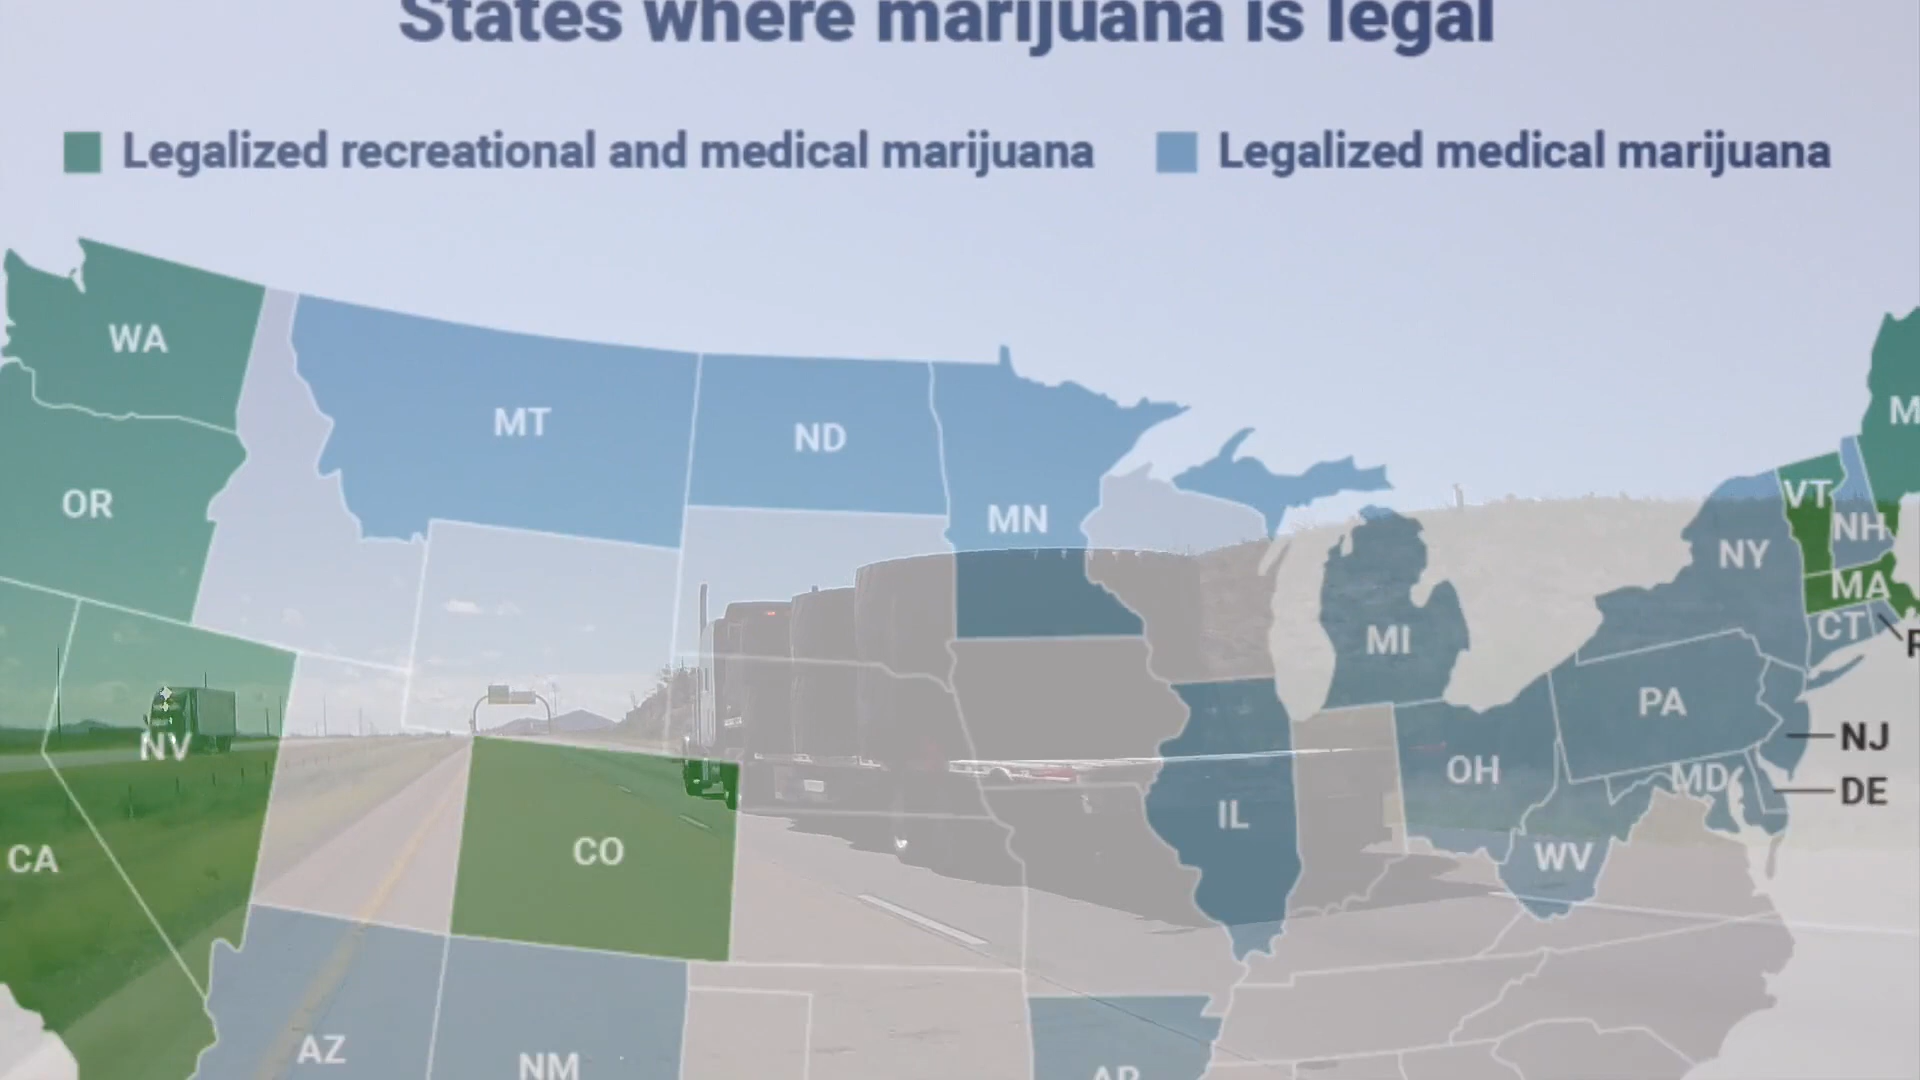 States where marijuana is legal
Legalized recreational and medical marijuana
Legalized medical marijuana
WA
MT
ND
M
OR
MN
VT
NH
NY
MA
CT
MI
PA
NV
NJ
OH
MD
DE
IL
CO
CA
WV
AZ
NM
AR